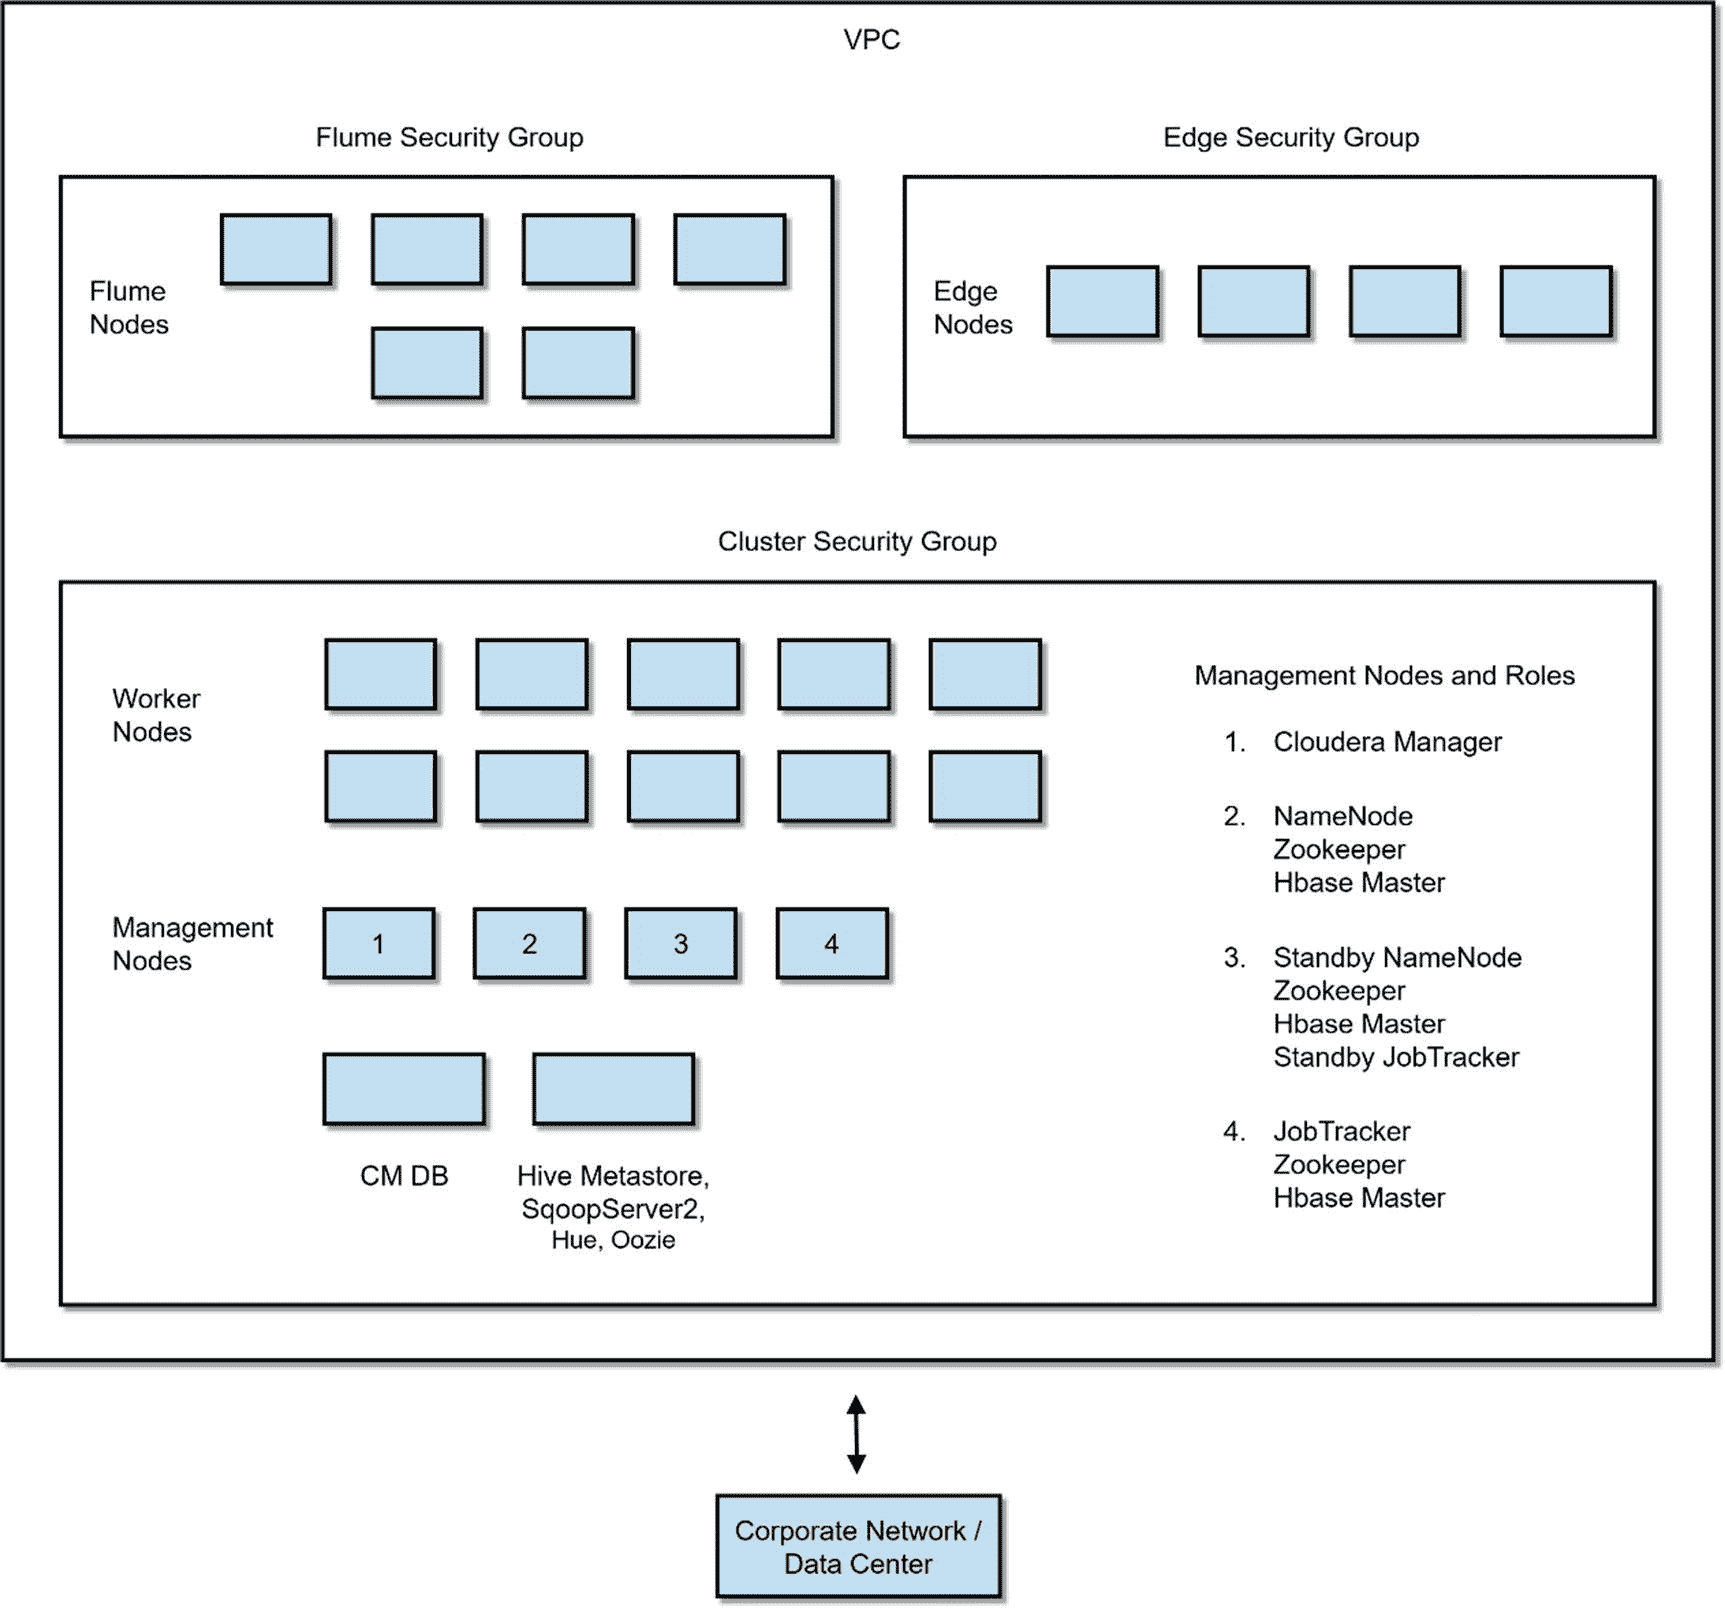 VPC
Flume Security Group
Edge Security Group
Flume
Nodes
Edge
Nodes
Cluster Security Group
Worker
Nodes
Management
Nodes
1
2
3
4
CM DB
Hive Metastore,
SqoopServer2,
Hue, Oozie
Management Nodes and Roles
1. Cloudera Manager
2. NameNode
Zookeeper
Hbase Master
3. Standby NameNode
Zookeeper
Hbase Master
Standby JobTracker
4. JobTracker
Zookeeper
Hbase Master
Corporate Network /
Data Center